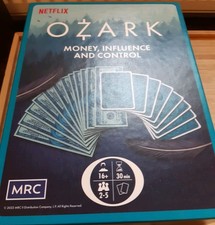 NETFLIX
OZARK
MONEY, INFLUENCE
AND CONTROL
MRC
16+
30 min
2-5